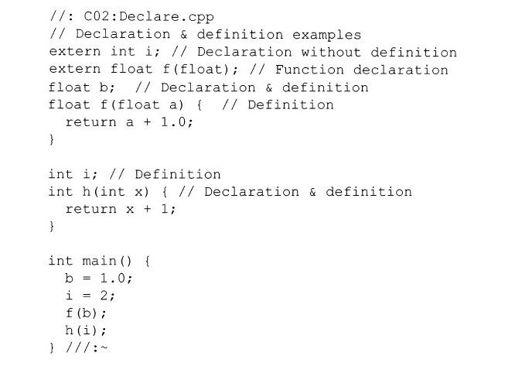 //: C02:Declare.cpp
// Declaration & definition examples
extern int i; // Declaration without definition
extern float f(float); // Function declaration
float b;  // Declaration & definition
float f(float a) {  // Definition
  return a + 1.0;
}

int i; // Definition
int h(int x) { // Declaration & definition
  return x + 1;
}

int main() {
  b = 1.0;
  i = 2;
  f(b);
  h(i);
} ///:~